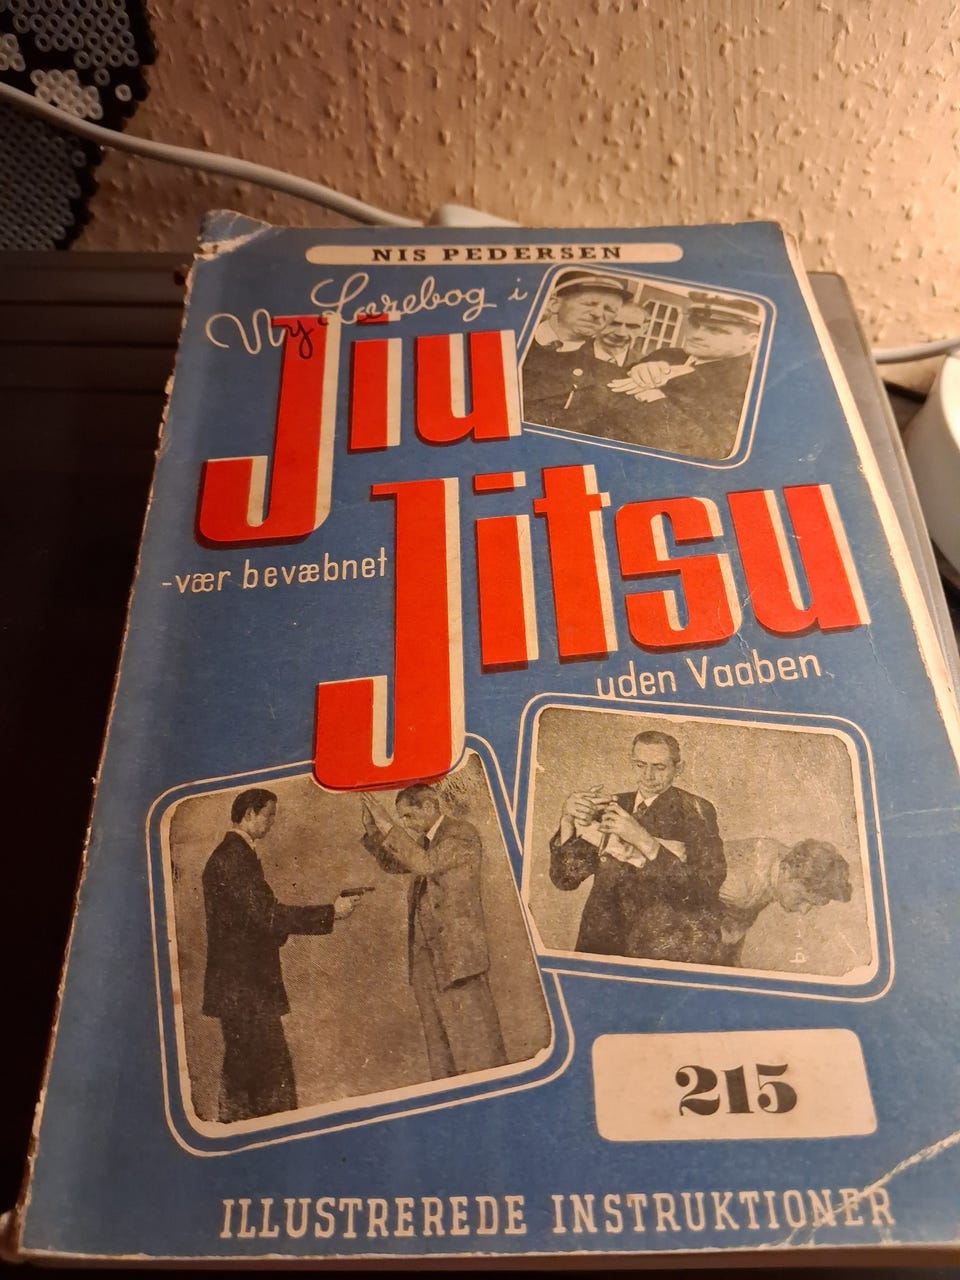 NIS PEDERSEN
Ny Lærebog i
Jiu
Jitsu
-vær bevæbnet
uden Vaaben
215
ILLUSTREREDE INSTRUKTIONER